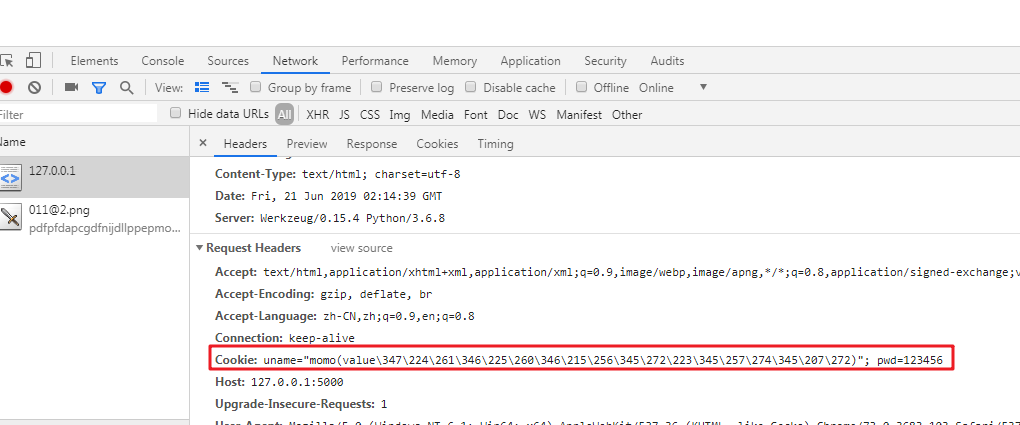 Elements Console Sources Network Performance Memory Application Security Audits
View: Group by frame Preserve log Disable cache Offline Online
Filter Hide data URLs All XHR JS CSS Img Media Font Doc WS Manifest Other
Name × Headers Preview Response Cookies Timing
127.0.0.1
011@2.png
pdfpfdapcgdfnijdllppepmo...
Content-Type: text/html; charset=utf-8
Date: Fri, 21 Jun 2019 02:14:39 GMT
Server: Werkzeug/0.15.4 Python/3.6.8
Request Headers view source
Accept: text/html,application/xhtml+xml,application/xml;q=0.9,image/webp,image/apng,*/*;q=0.8,application/signed-exchange;v
Accept-Encoding: gzip, deflate, br
Accept-Language: zh-CN,zh;q=0.9,en;q=0.8
Connection: keep-alive
Cookie: uname="momo(value\347\224\261\346\225\260\346\215\256\345\272\223\345\257\274\345\207\272)"; pwd=123456
Host: 127.0.0.1:5000
Upgrade-Insecure-Requests: 1